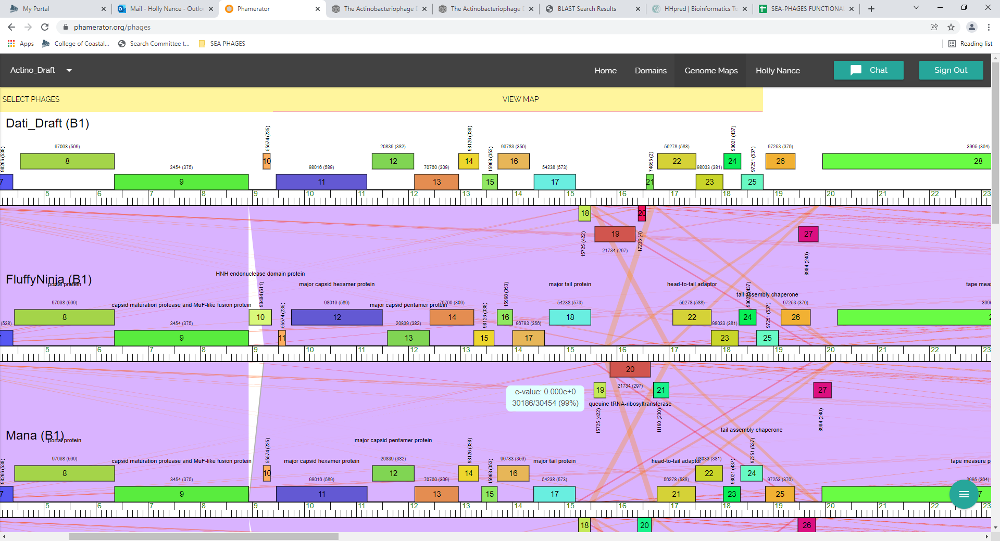 My Portal
Mail - Holly Nance - Outlo
Phamerator
The Actinobacteriophage D
The Actinobacteriophage D
BLAST Search Results
HHpred | Bioinformatics To
SEA-PHAGES FUNCTIONA
phamerator.org/phages
Apps College of Coastal... Search Committee t... SEA PHAGES Reading list
Actino_Draft Home Domains Genome Maps Holly Nance Chat Sign Out
SELECT PHAGES VIEW MAP
Dati_Draft (B1)
98266 (538) 97068 (569) 3454 (375) 55574 (235) 98016 (589) 20839 (382) 70760 (309) 98126 (338) 15968 (353) 96783 (356) 54238 (573) 74655 (2) 56278 (588) 98033 (381) 98021 (437) 97251 (537) 97253 (376) 3995 (364)
7 8 9 10 11 12 13 14 15 16 17 21 22 23 24 25 26 28
5 6 7 8 9 10 11 12 13 14 15 16 17 18 19 20 21 22 23
18 19 20 27
15725 (422) 21734 (297) 17236 (4) 8984 (240)
FluffyNinja (B1)
HNH endonuclease domain protein
portal protein major capsid hexamer protein major tail protein head-to-tail adaptor tape meas
tail assembly chaperone
capsid maturation protease and MuF-like fusion protein major capsid pentamer protein
(538) 97068 (569) 3454 (375) 98484 (611) 55574 (235) 98016 (589) 20839 (382) 70760 (309) 98126 (338) 15968 (353) 96783 (356) 54238 (573) 56278 (588) 98033 (381) 98021 (437) 97251 (537) 97253 (376) 399
8 9 10 11 12 13 14 15 16 17 18 22 23 24 25 26 2
5 6 7 8 9 10 11 12 13 14 15 16 17 18 19 20 21 22 23
19 20 21 27
e-value: 0.000e+0
30186/30454 (99%)
15725 (422) 21734 (297) 11160 (230) 8984 (240)
queuine tRNA-ribosyltransferase
Mana (B1)
tail assembly chaperone
portal protein major capsid pentamer protein
capsid maturation protease and MuF-like fusion protein major capsid hexamer protein major tail protein head-to-tail adaptor tape measure p
98266 (538) 97068 (569) 3454 (375) 55574 (235) 98016 (589) 20839 (382) 70760 (309) 98126 (338) 15968 (353) 96783 (356) 54238 (573) 56278 (588) 98033 (381) 98021 (437) 97251 (537) 97253 (376) 3995 (364)
7 8 9 10 11 12 13 14 15 16 17 21 22 23 24 25 7
5 6 7 8 9 10 11 12 13 14 15 16 17 18 19 20 21 22 23
18 20 26